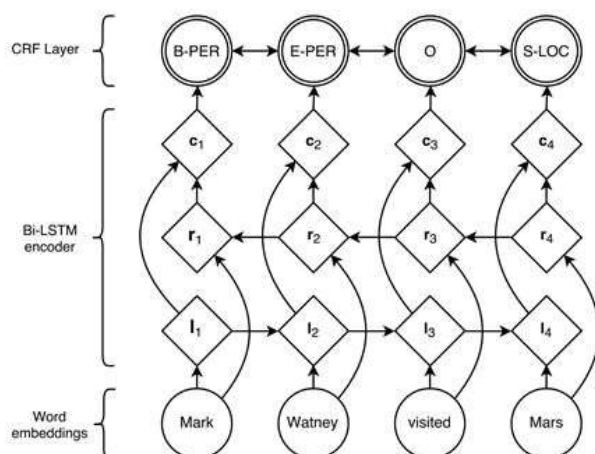 CRF Layer
B-PER E-PER O S-LOC
c1 c2 c3 c4
Bi-LSTM
encoder
r1 r2 r3 r4
l1 l2 l3 l4
Word
embeddings
Mark Watney visited Mars